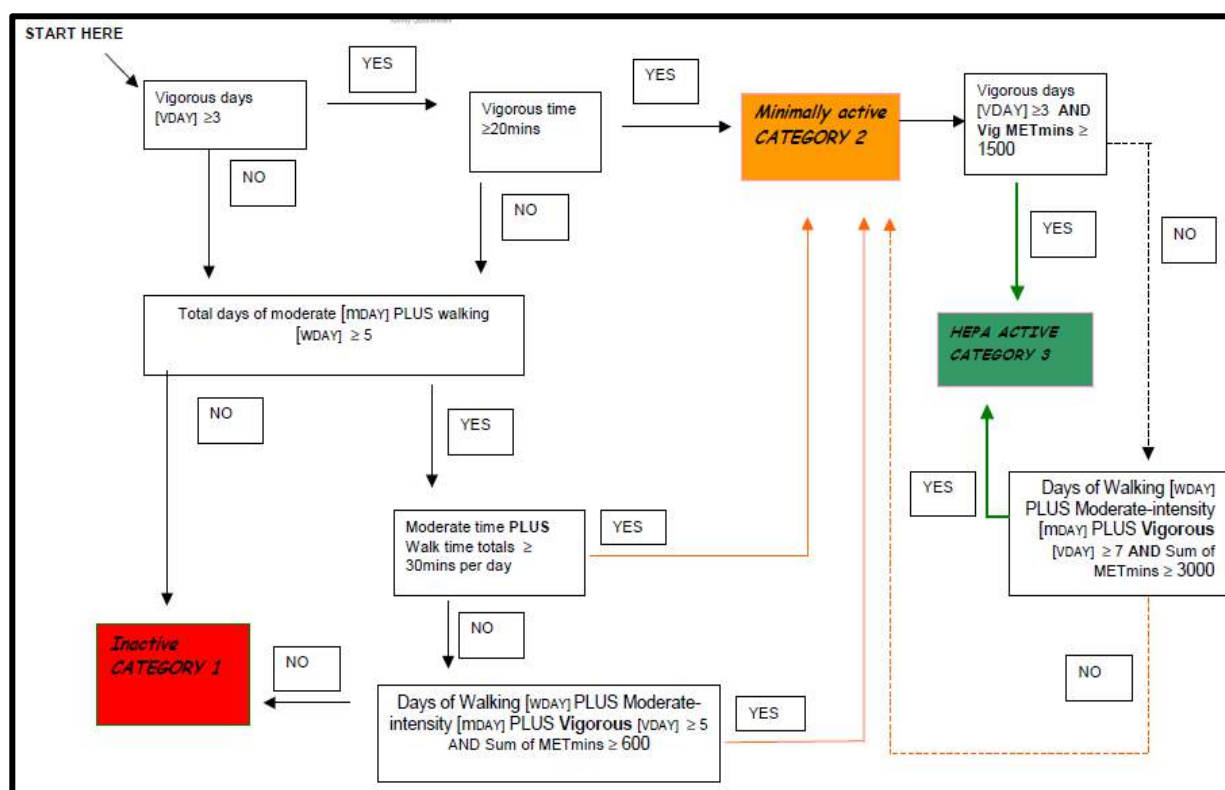 START HERE
YES
YES
Vigorous days
[VDAY] ≥3
Vigorous time
≥20mins
Minimally active
CATEGORY 2
Vigorous days
[VDAY] ≥3 AND
Vig METmins ≥
1500
NO
NO
YES
NO
Total days of moderate [mDAY] PLUS walking
[WDAY] ≥ 5
HEPA ACTIVE
CATEGORY 3
NO
YES
YES
Days of Walking [WDAY]
PLUS Moderate-intensity
[mDAY] PLUS Vigorous
[VDAY] ≥ 7 AND Sum of
METmins ≥ 3000
Moderate time PLUS
Walk time totals ≥
30mins per day
YES
NO
Inactive
CATEGORY 1
NO
NO
Days of Walking [WDAY] PLUS Moderate-
intensity [mDAY] PLUS Vigorous [VDAY] ≥ 5
AND Sum of METmins ≥ 600
YES